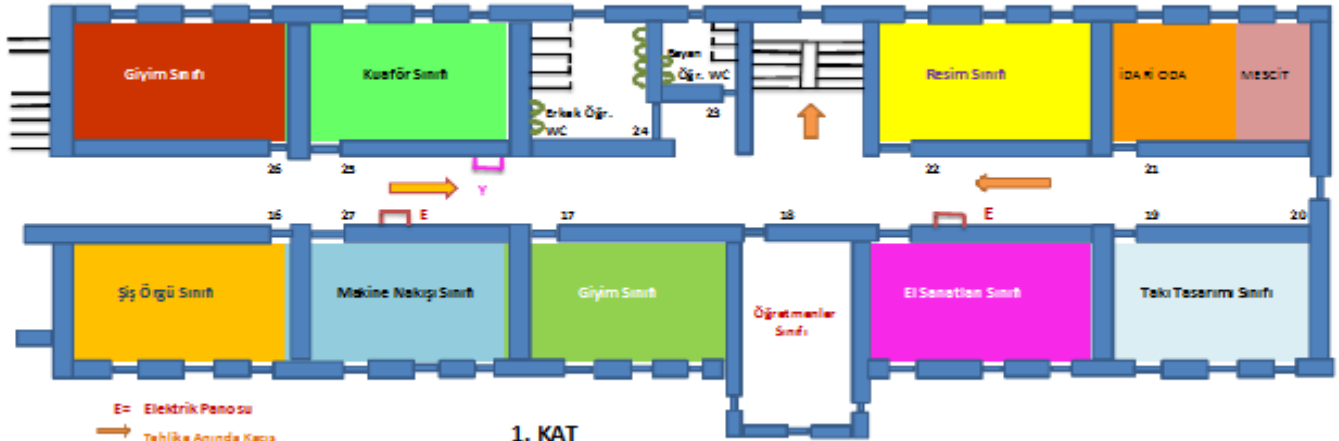 Giyim Sınıfı
Kuaför Sınıfı
Erkek Öğr.
WC
24
Bayan
Öğr. WC
23
Resim Sınıfı
İDARİ ODA
MESCİT
26
25
22
21
Y
16
27
E
17
18
E
19
20
Şiş Örgü Sınıfı
Makine Nakışı Sınıfı
Giyim Sınıfı
Öğretmenler
Sınıfı
El Sanatları Sınıfı
Takı Tasarımı Sınıfı
E= Elektrik Panosu
Tehlike Anında Kaçış
1. KAT